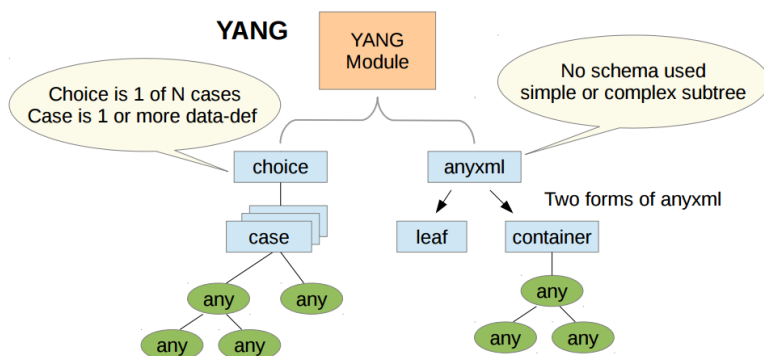 YANG
YANG
Module
Choice is 1 of N cases
Case is 1 or more data-def
No schema used
simple or complex subtree
choice
anyxml
Two forms of anyxml
case
leaf
container
any
any
any
any
any
any
any